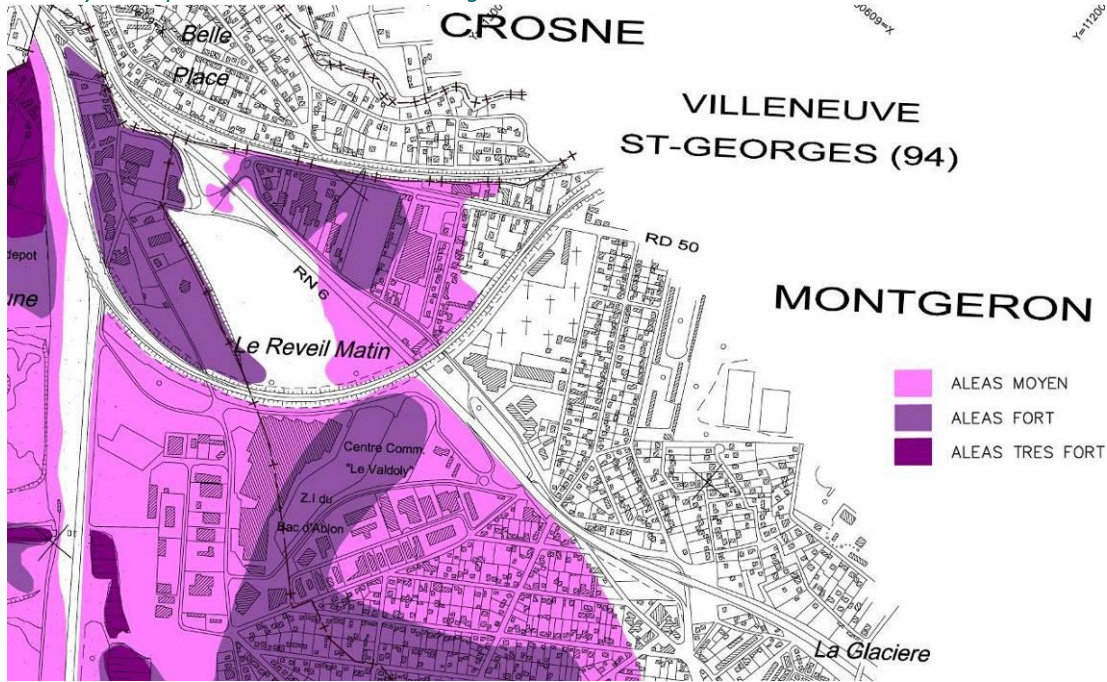 CROSNE
Belle
Place
VILLENEUVE
ST-GEORGES (94)
RD 50
depot
RN 6
MONTGERON
Le Reveil Matin
ALEAS MOYEN
ALEAS FORT
ALEAS TRES FORT
Centre Comm.
"Le Valdoly"
Z.I du
Bac d'Ablon
La Glaciere